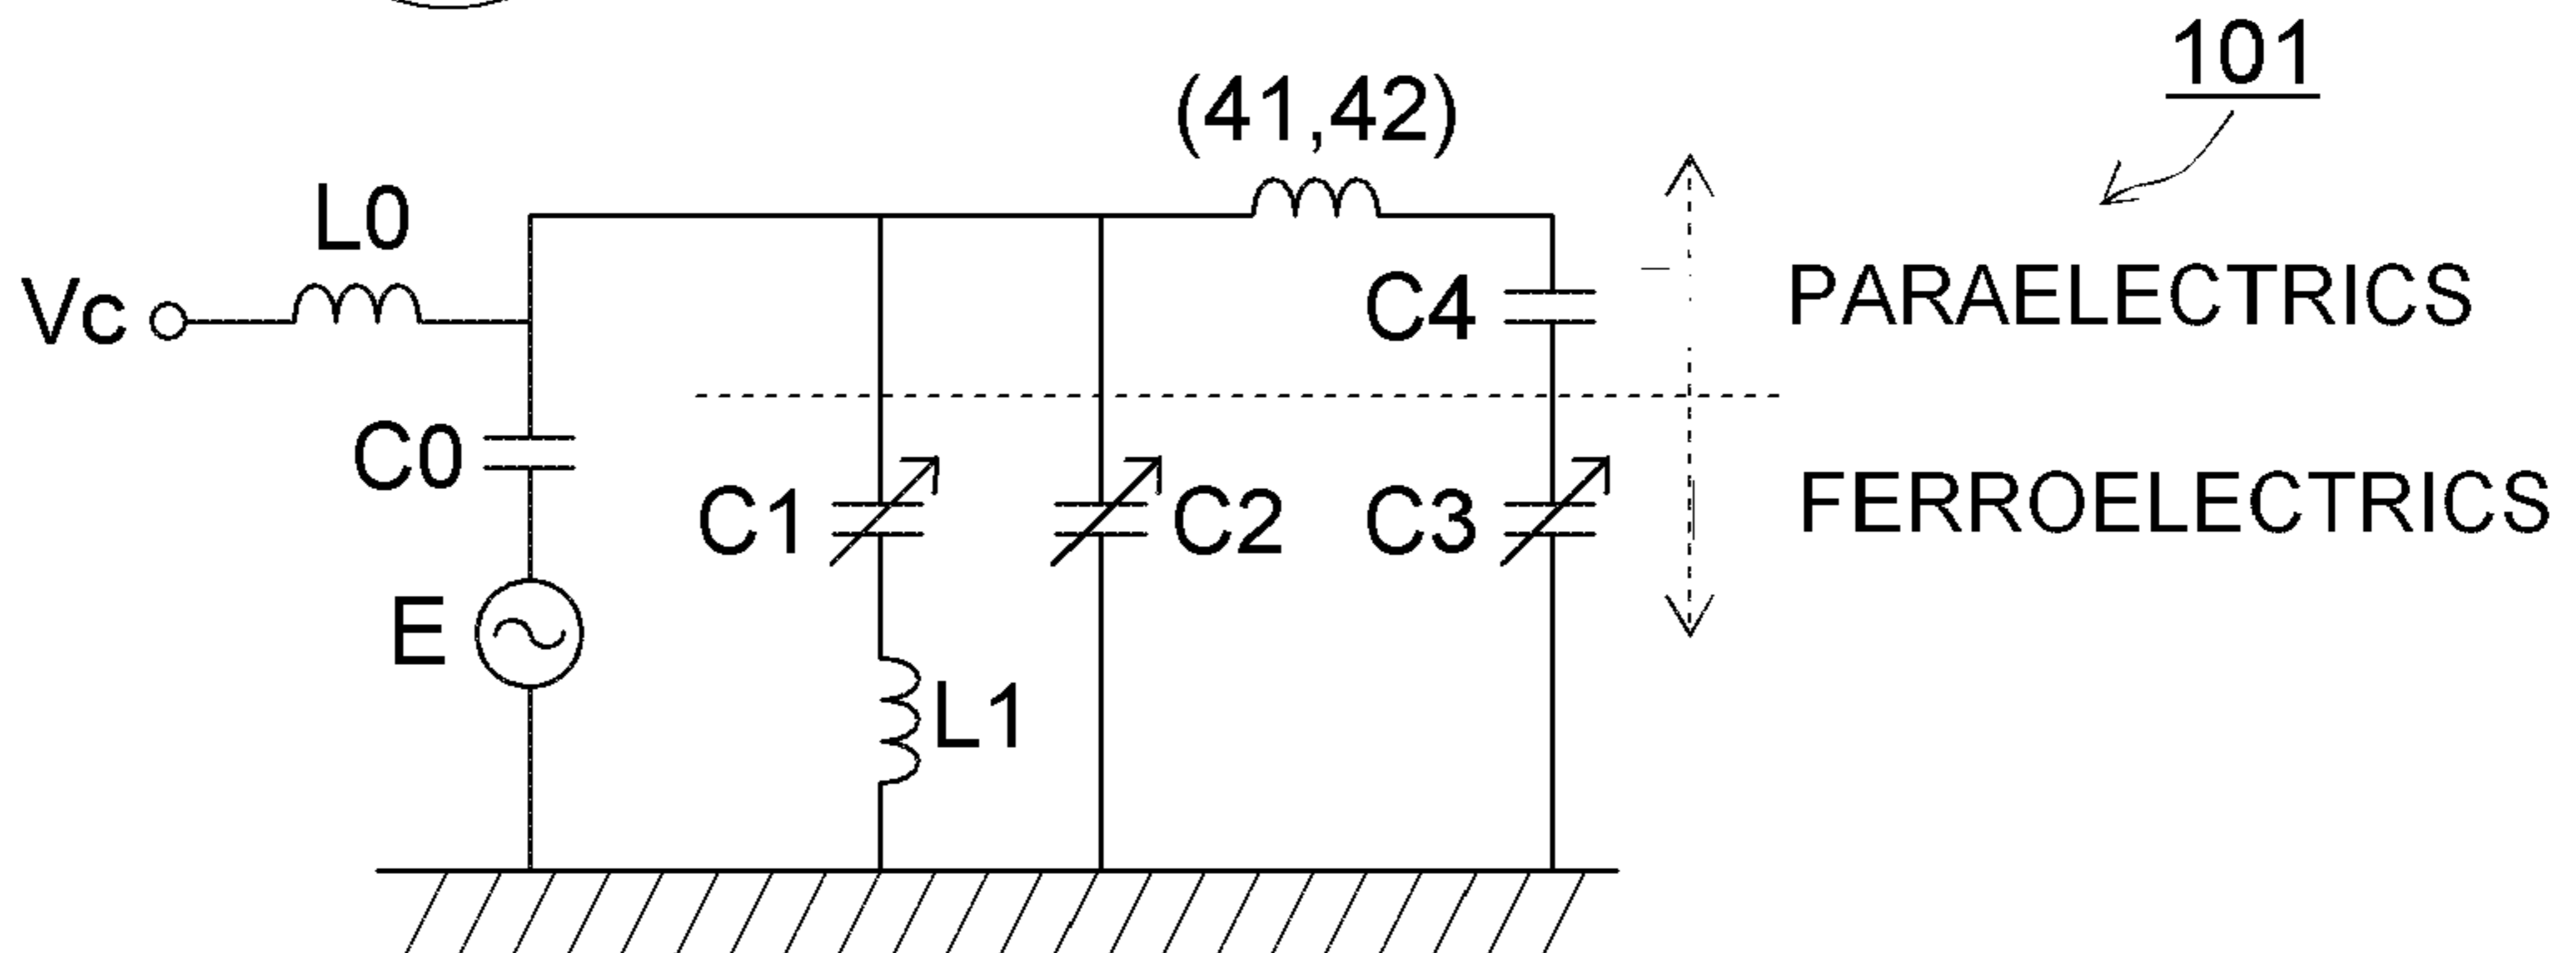 101
(41,42)
L0
Vc
C4
PARAELECTRICS
C0
C1
C2
C3
FERROELECTRICS
E
L1